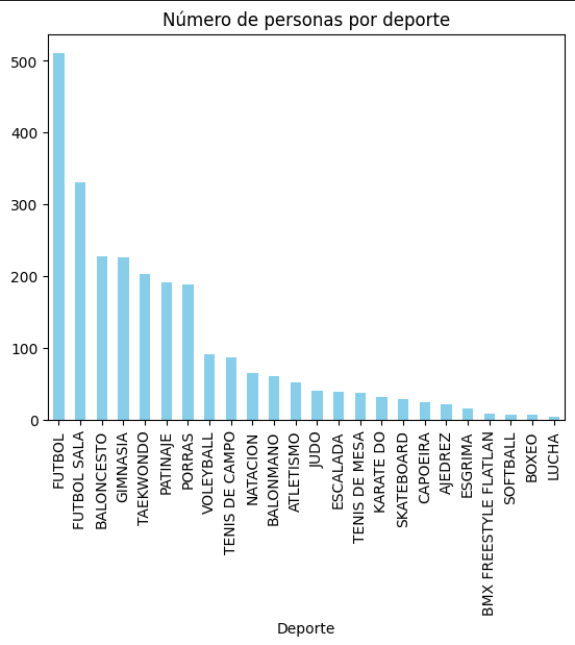 Número de personas por deporte
500
400
300
200
100
0
FUTBOL
FUTBOL SALA
BALONCESTO
GIMNASIA
TAEKWONDO
PATINAJE
PORRAS
VOLEYBALL
TENIS DE CAMPO
NATACION
BALONMANO
ATLETISMO
JUDO
ESCALADA
TENIS DE MESA
KARATE DO
SKATEBOARD
CAPOEIRA
AJEDREZ
ESGRIMA
BMX FREESTYLE FLATLAN
SOFTBALL
BOXEO
LUCHA
Deporte